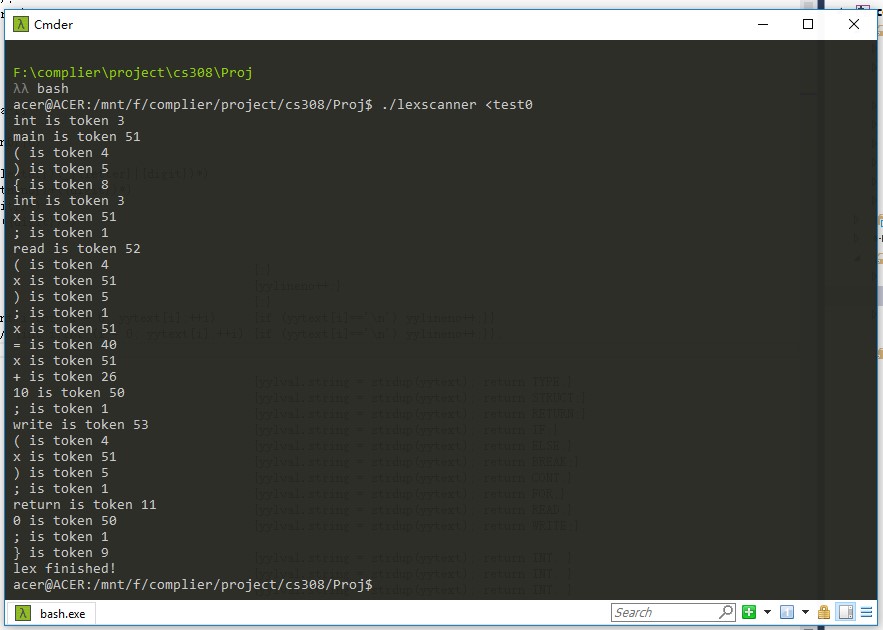 Cmder
F:\complier\project\cs308\Proj
λλ bash
acer@ACER:/mnt/f/complier/project/cs308/Proj$ ./lexscanner <test0
int is token 3
main is token 51
( is token 4
) is token 5
{ is token 8
int is token 3
x is token 51
; is token 1
read is token 52
( is token 4
x is token 51
) is token 5
; is token 1
x is token 51
= is token 40
x is token 51
+ is token 26
10 is token 50
; is token 1
write is token 53
( is token 4
x is token 51
) is token 5
; is token 1
return is token 11
0 is token 50
; is token 1
} is token 9
lex finished!
acer@ACER:/mnt/f/complier/project/cs308/Proj$
bash.exe
Search